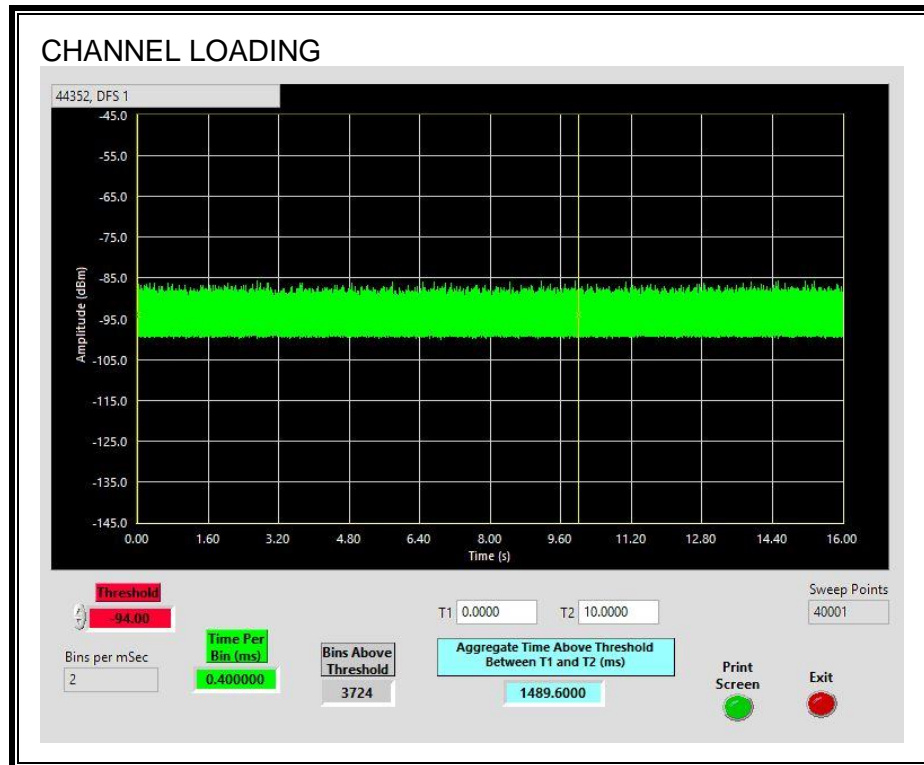 CHANNEL LOADING
44352, DFS 1
-45.0
-55.0
-65.0
-75.0
-85.0
-95.0
-105.0
-115.0
-125.0
-135.0
-145.0
Amplitude (dBm)
0.00 1.60 3.20 4.80 6.40 8.00 9.60 11.20 12.80 14.40 16.00
Time (s)
Threshold
-94.00
Bins per mSec
2
Time Per
Bin (ms)
0.400000
Bins Above
Threshold
3724
T1 0.0000 T2 10.0000
Aggregate Time Above Threshold
Between T1 and T2 (ms)
1489.6000
Sweep Points
40001
Print
Screen
Exit